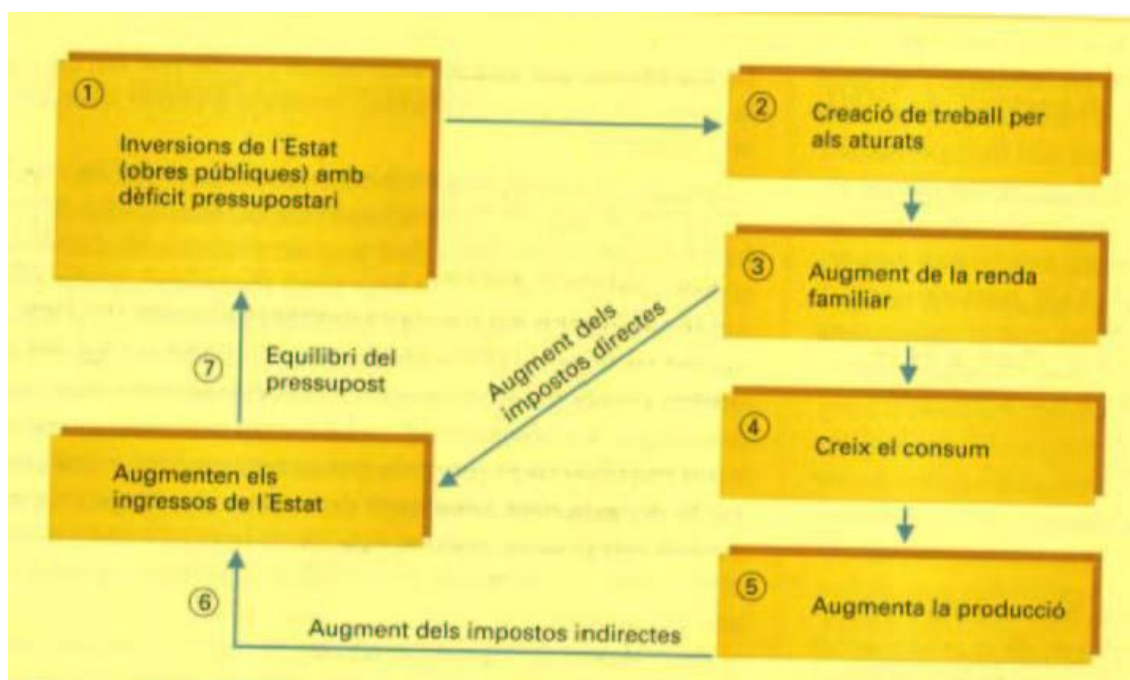 ①
Inversions de l'Estat
(obres públiques) amb
dèficit pressupostari
②
Creació de treball per
als aturats
③
Augment de la renda
familiar
Augment dels
impostos directes
④
Creix el consum
⑤
Augmenta la producció
⑥
Augment dels impostos indirectes
Augmenten els
ingressos de l'Estat
⑦
Equilibri del
pressupost